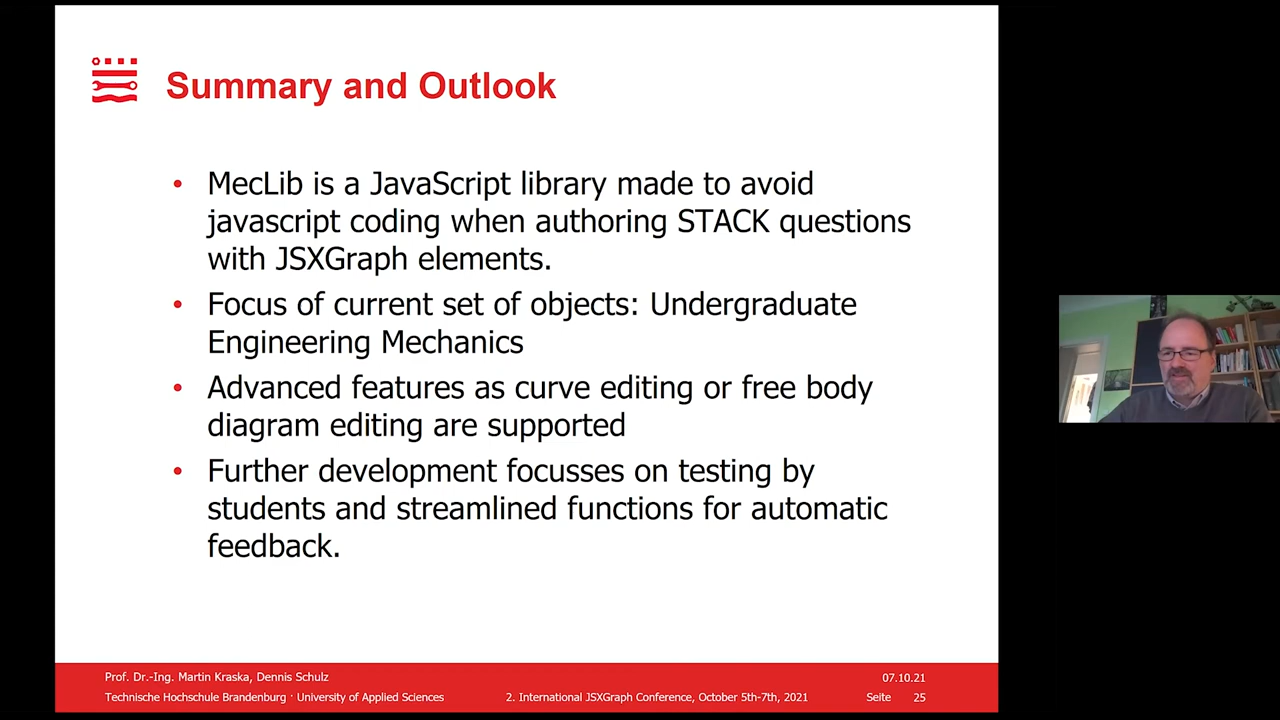 Summary and Outlook
• MecLib is a JavaScript library made to avoid
javascript coding when authoring STACK questions
with JSXGraph elements.
• Focus of current set of objects: Undergraduate
Engineering Mechanics
• Advanced features as curve editing or free body
diagram editing are supported
• Further development focusses on testing by
students and streamlined functions for automatic
feedback.
Prof. Dr.-Ing. Martin Kraska, Dennis Schulz
07.10.21
Technische Hochschule Brandenburg · University of Applied Sciences
2. International JSXGraph Conference, October 5th-7th, 2021
Seite 25